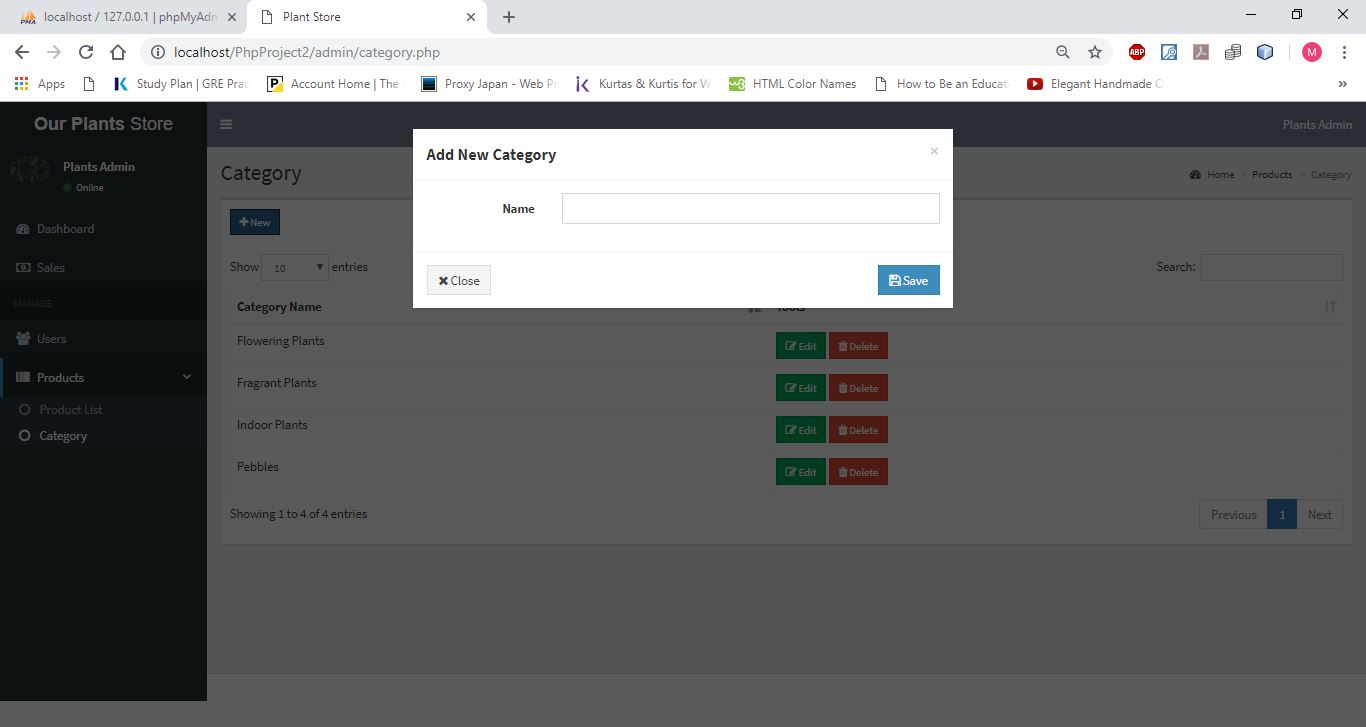 localhost / 127.0.0.1 | phpMyAdm
Plant Store
localhost/PhpProject2/admin/category.php
ABP
M
Apps
Study Plan | GRE Prac
Account Home | The
Proxy Japan - Web Pr
Kurtas & Kurtis for W
HTML Color Names
How to Be an Educat
Elegant Handmade C
»
Our Plants Store
Plants Admin
Plants Admin
Online
Dashboard
Sales
MANAGE
Users
Products
Product List
Category
Category
Home > Products > Category
Add New Category
×
Name
Close
Save
New
Show 10 entries
Search:
Category Name
Tools
Flowering Plants
Edit Delete
Fragrant Plants
Edit Delete
Indoor Plants
Edit Delete
Pebbles
Edit Delete
Showing 1 to 4 of 4 entries
Previous 1 Next